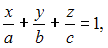 x/a + y/b + z/c = 1,